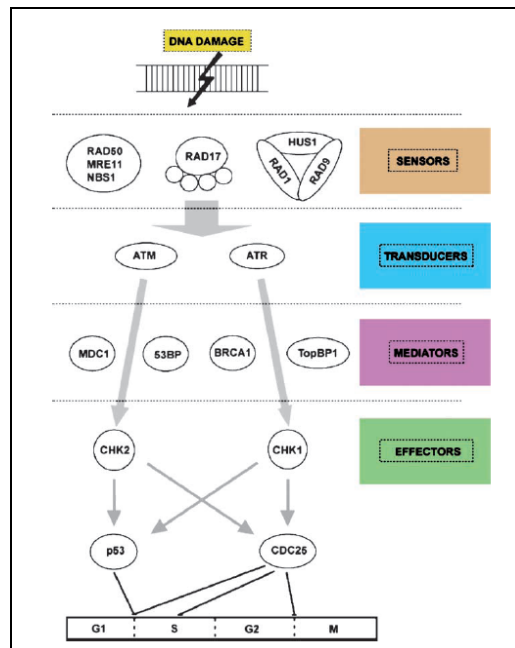 DNA DAMAGE
RAD50
MRE11
NBS1
RAD17
HUS1
RAD1
RAD9
SENSORS
ATM
ATR
TRANSDUCERS
MDC1
53BP
BRCA1
TopBP1
MEDIATORS
CHK2
CHK1
EFFECTORS
p53
CDC25
G1 S G2 M